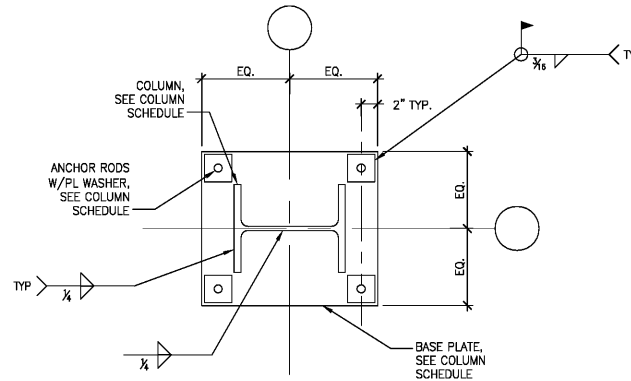 EQ.
EQ.
3/16
TY
COLUMN,
SEE COLUMN
SCHEDULE
2" TYP.
ANCHOR RODS
W/PL WASHER,
SEE COLUMN
SCHEDULE
EQ.
EQ.
TYP
1/4
1/4
BASE PLATE,
SEE COLUMN
SCHEDULE